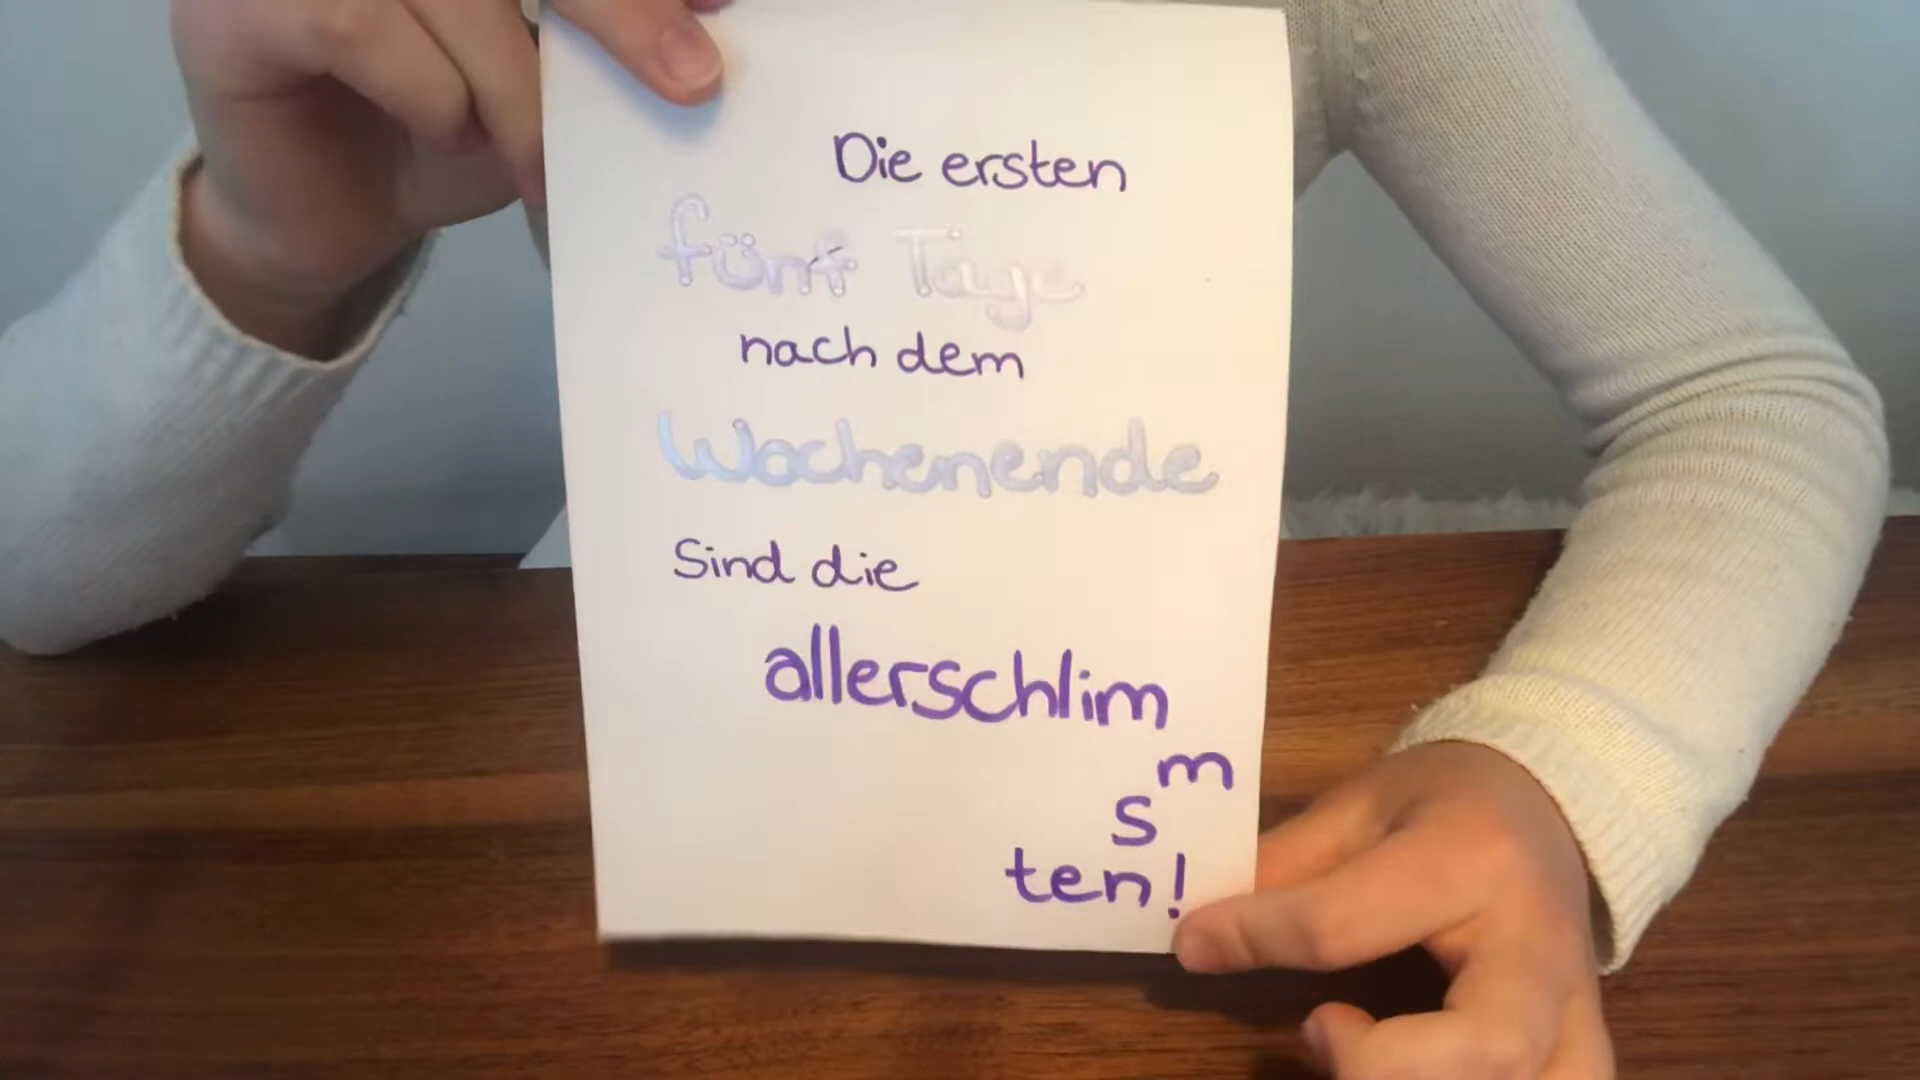 Die ersten
fünf Tage
nach dem
Wochenende
Sind die
allerschlim
m
s
ten!